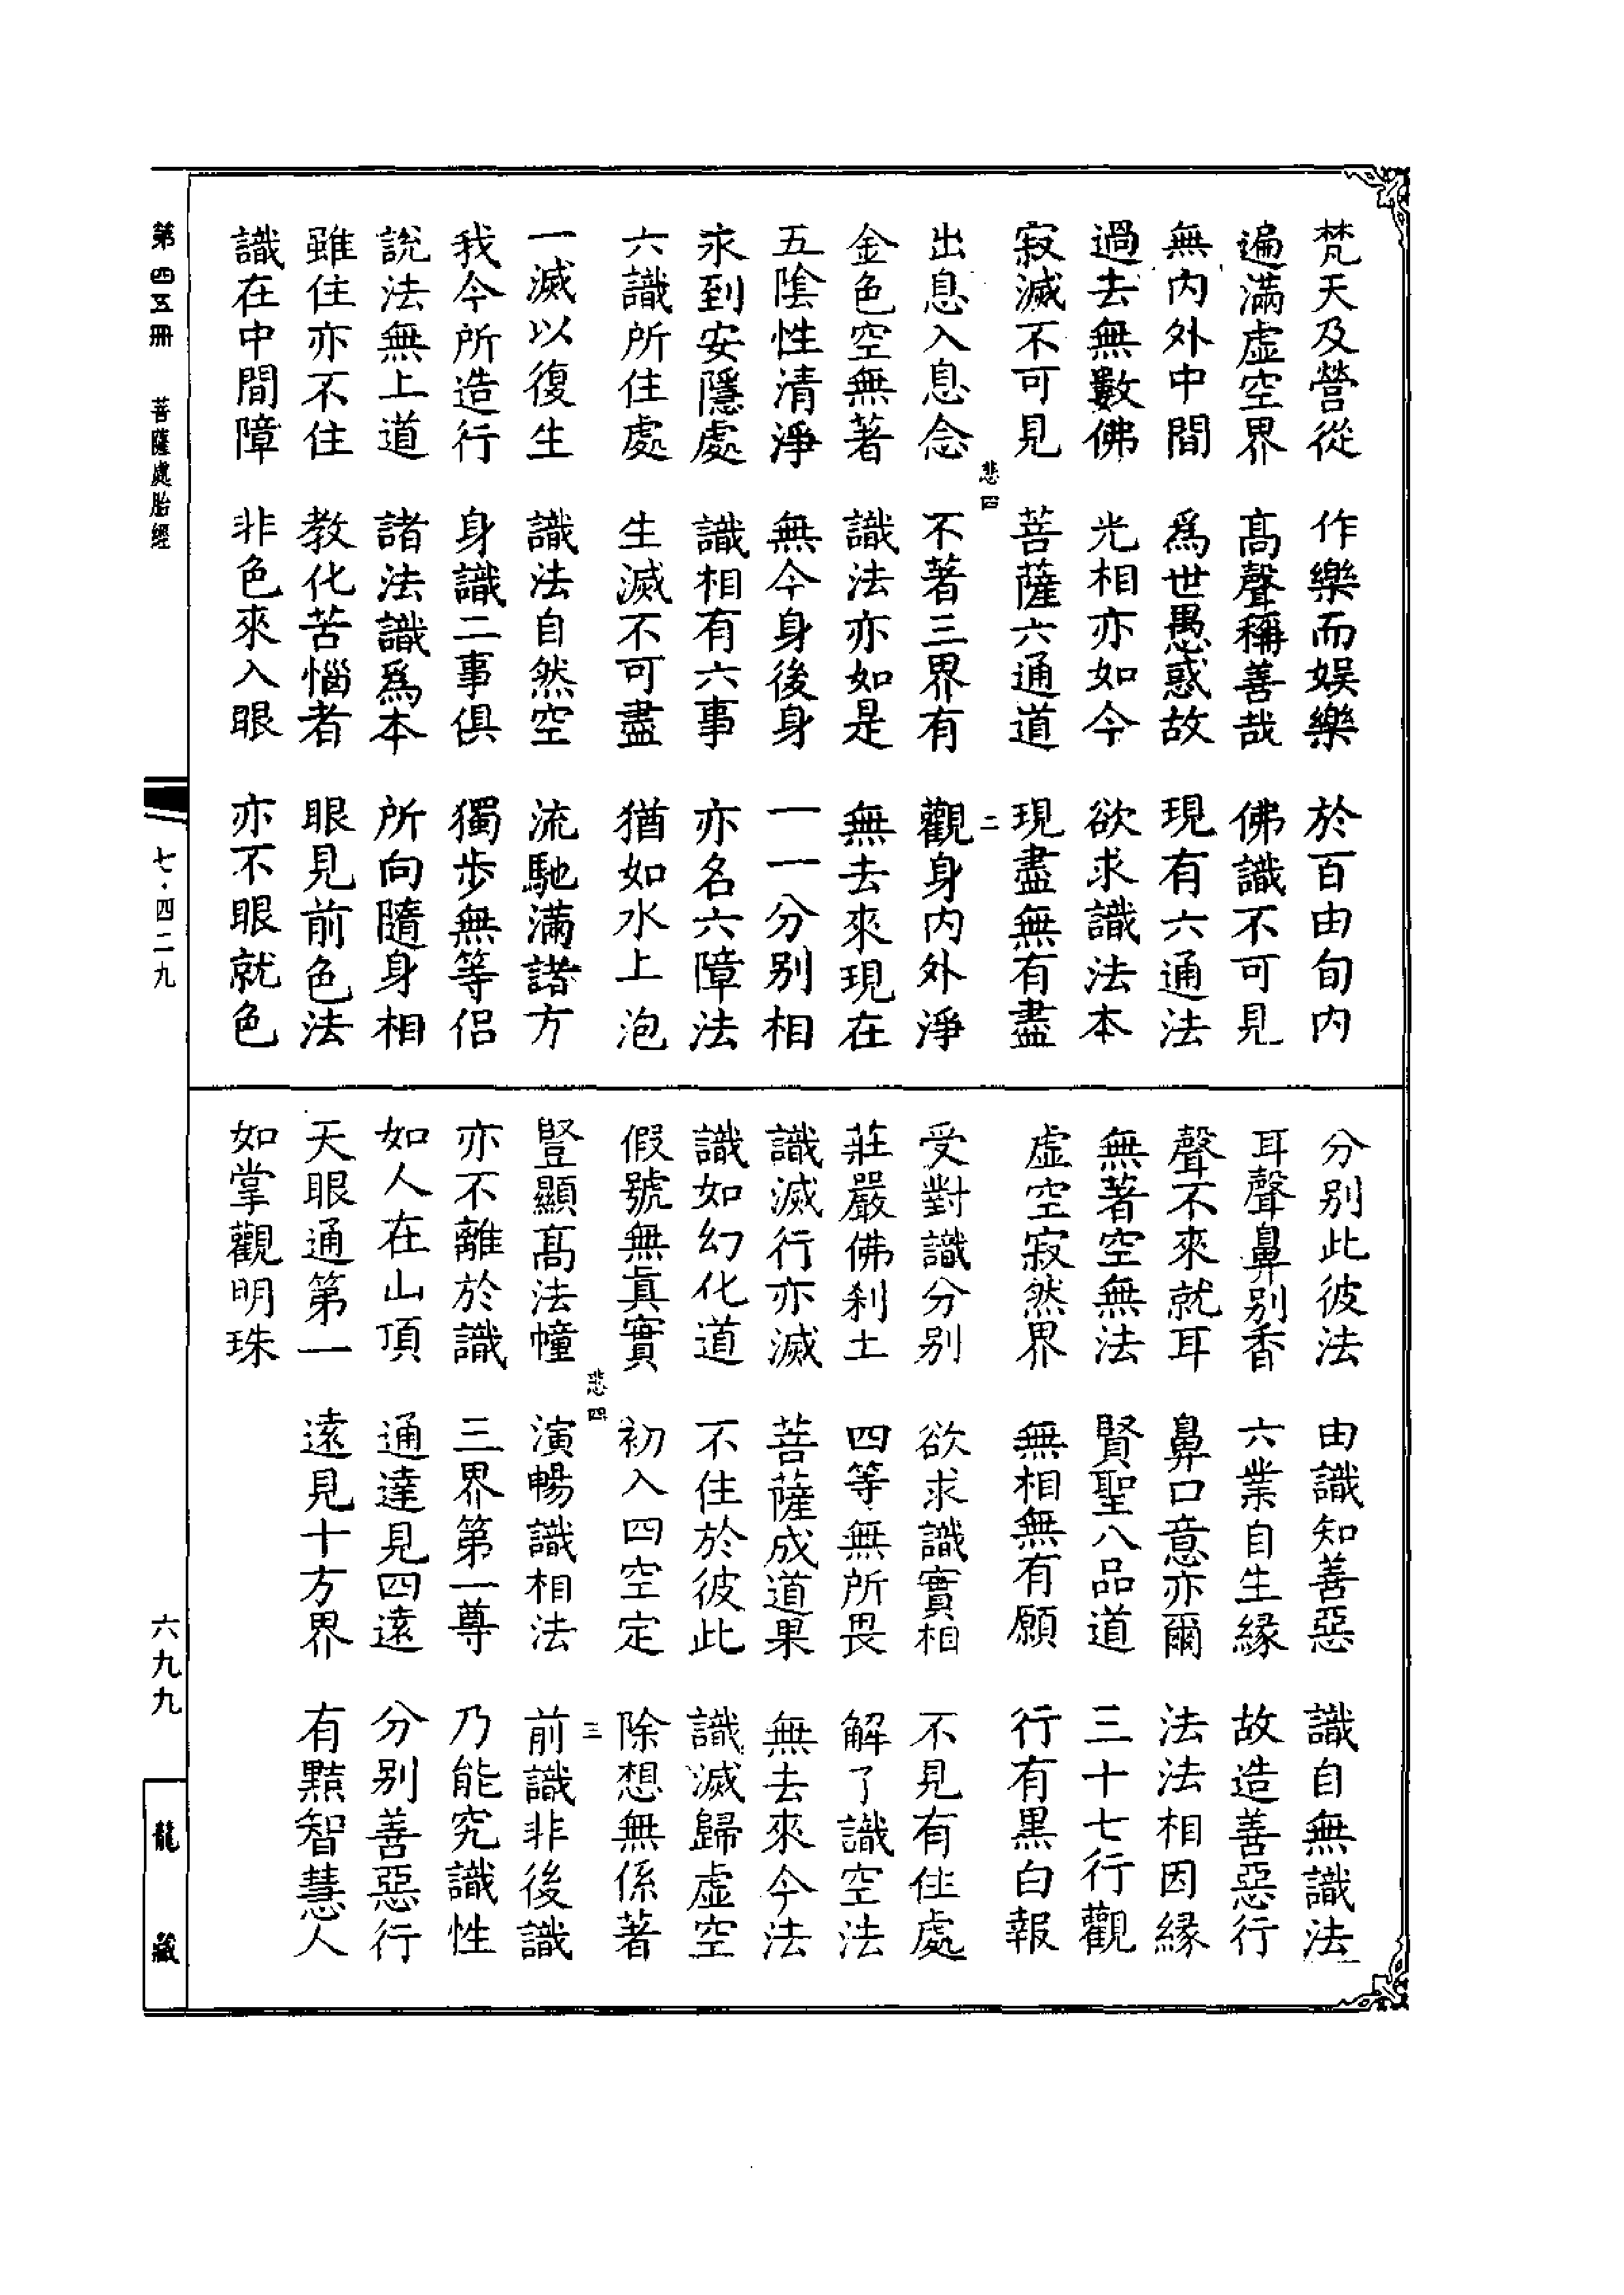 梵天及營從　作樂而娛樂　於百由旬內
遍滿虛空界　高聲稱善哉　佛識不可見
無內外中間　爲世愚惑故　現有六通法
過去無數佛　光相亦如今　欲求識法本
寂滅不可見　菩薩六通道　現盡無有盡
悲四　二
出息入息念　不著三界有　觀身內外淨
金色空無著　識法亦如是　無去來現在
五陰性清淨　無今身後身　一一分別相
永到安隱處　識相有六事　亦名六障法
六識所住處　生滅不可盡　猶如水上泡
一滅以復生　識法自然空　流馳滿諸方
我今所造行　身識二事俱　獨步無等侶
說法無上道　諸法識爲本　所向隨身相
雖住亦不住　教化苦惱者　眼見前色法
識在中間障　非色來入眼　亦不眼就色
分別此彼法　由識知善惡　識自無識法
耳聲鼻別香　六業自生緣　故造善惡行
聲不來就耳　鼻口意亦爾　法法相因緣
無著空無法　賢聖八品道　三十七行觀
虛空寂然界　無相無有願　行有黑白報
受對識分別　欲求識實相　不見有住處
莊嚴佛刹土　四等無所畏　解了識空法
識滅行亦滅　菩薩成道果　無去來今法
識如幻化道　不住於彼此　識滅歸虛空
假號無眞實　初入四空定　除想無係著
悲四　三
豎顯高法幢　演暢識相法　前識非後識
亦不離於識　三界第一尊　乃能究識性
如人在山頂　通達見四遠　分別善惡行
天眼通第一　遠見十方界　有黠智慧人
如掌觀明珠
第四五冊　菩薩處胎經
七·四二九
六九九
龍藏